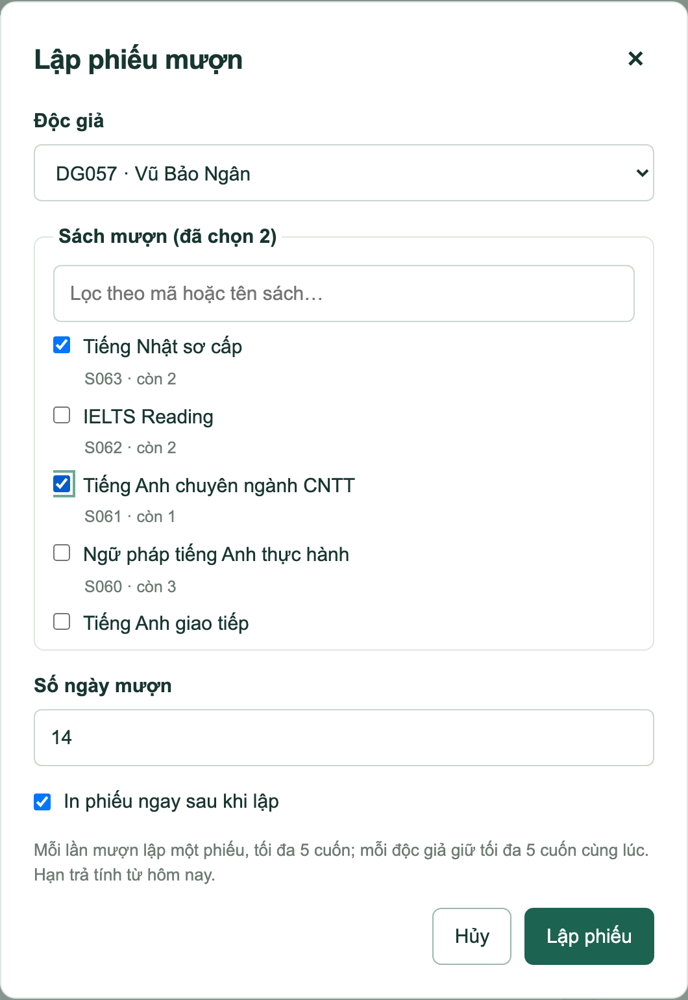 Lập phiếu mượn
Độc giả
DG057 · Vũ Bảo Ngân
Sách mượn (đã chọn 2)
Lọc theo mã hoặc tên sách…
Tiếng Nhật sơ cấp
S063 · còn 2
IELTS Reading
S062 · còn 2
Tiếng Anh chuyên ngành CNTT
S061 · còn 1
Ngữ pháp tiếng Anh thực hành
S060 · còn 3
Tiếng Anh giao tiếp
Số ngày mượn
14
In phiếu ngay sau khi lập
Mỗi lần mượn lập một phiếu, tối đa 5 cuốn; mỗi độc giả giữ tối đa 5 cuốn cùng lúc.
Hạn trả tính từ hôm nay.
Hủy
Lập phiếu